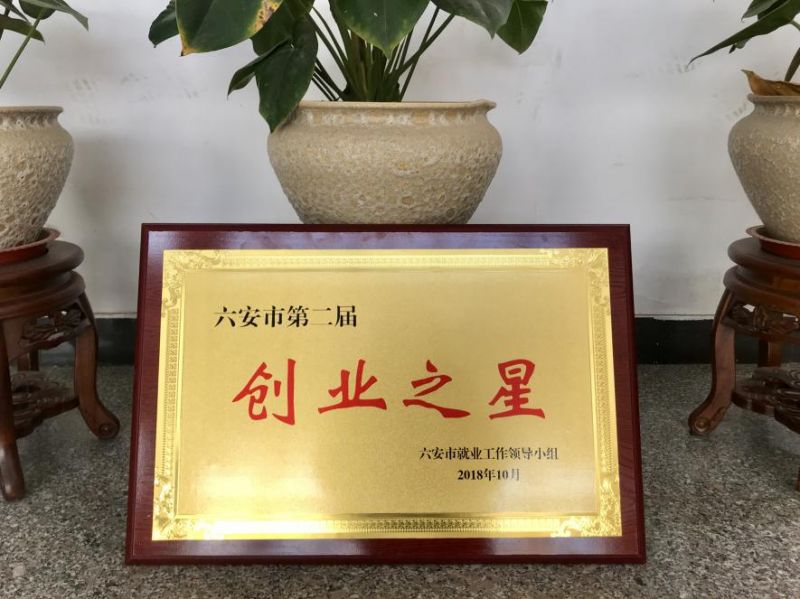 六安市第二届
创业之星
六安市就业工作领导小组
2018年10月